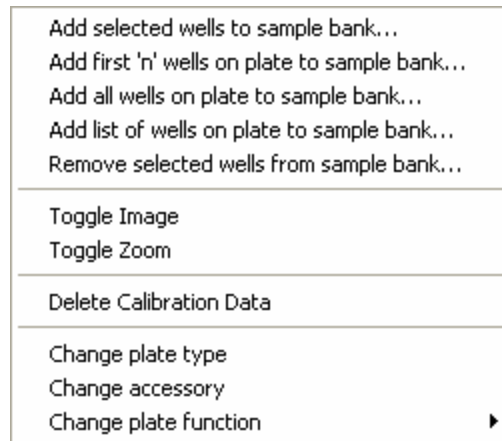 Add selected wells to sample bank...
Add first 'n' wells on plate to sample bank...
Add all wells on plate to sample bank...
Add list of wells on plate to sample bank...
Remove selected wells from sample bank...
Toggle Image
Toggle Zoom
Delete Calibration Data
Change plate type
Change accessory
Change plate function